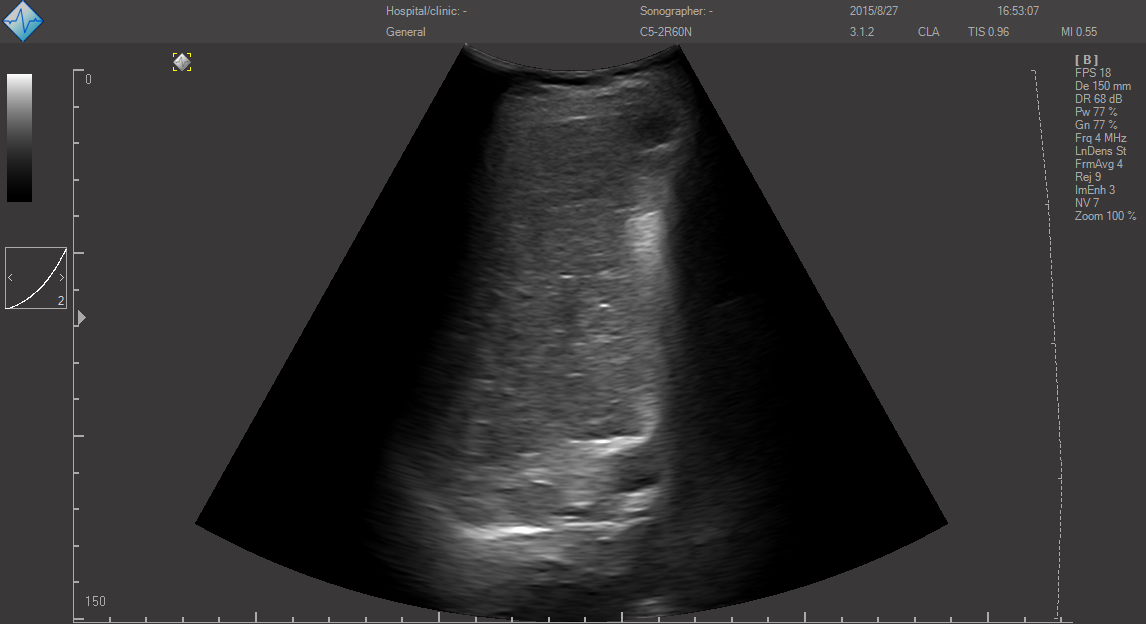 Hospital/clinic: - Sonographer: - 2015/8/27 16:53:07
General C5-2R60N 3.1.2 CLA TIS 0.96 MI 0.55
[ B ]
FPS 18
De 150 mm
DR 68 dB
Pw 77 %
Gn 77 %
Frq 4 MHz
LnDens St
FrmAvg 4
Rej 9
ImEnh 3
NV 7
Zoom 100 %
0
2
150